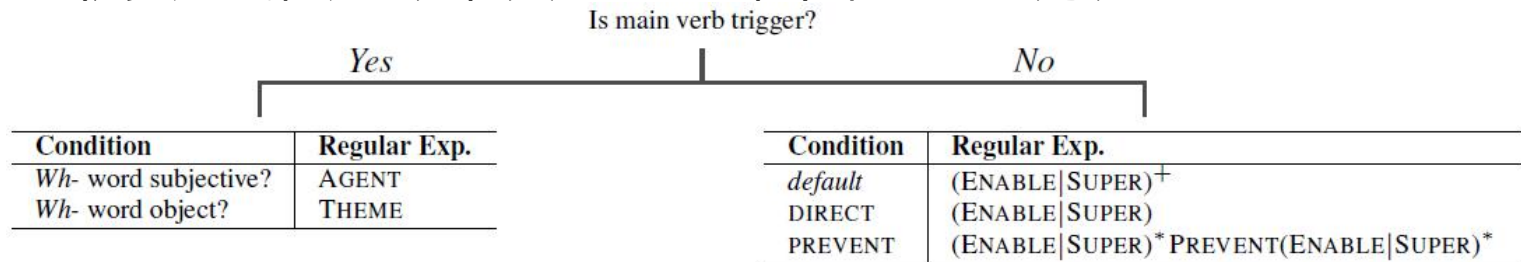 Is main verb trigger?
Yes No
Condition Regular Exp.
Wh- word subjective? AGENT
Wh- word object? THEME
Condition Regular Exp.
default (ENABLE|SUPER)+
DIRECT (ENABLE|SUPER)
PREVENT (ENABLE|SUPER)*PREVENT(ENABLE|SUPER)*